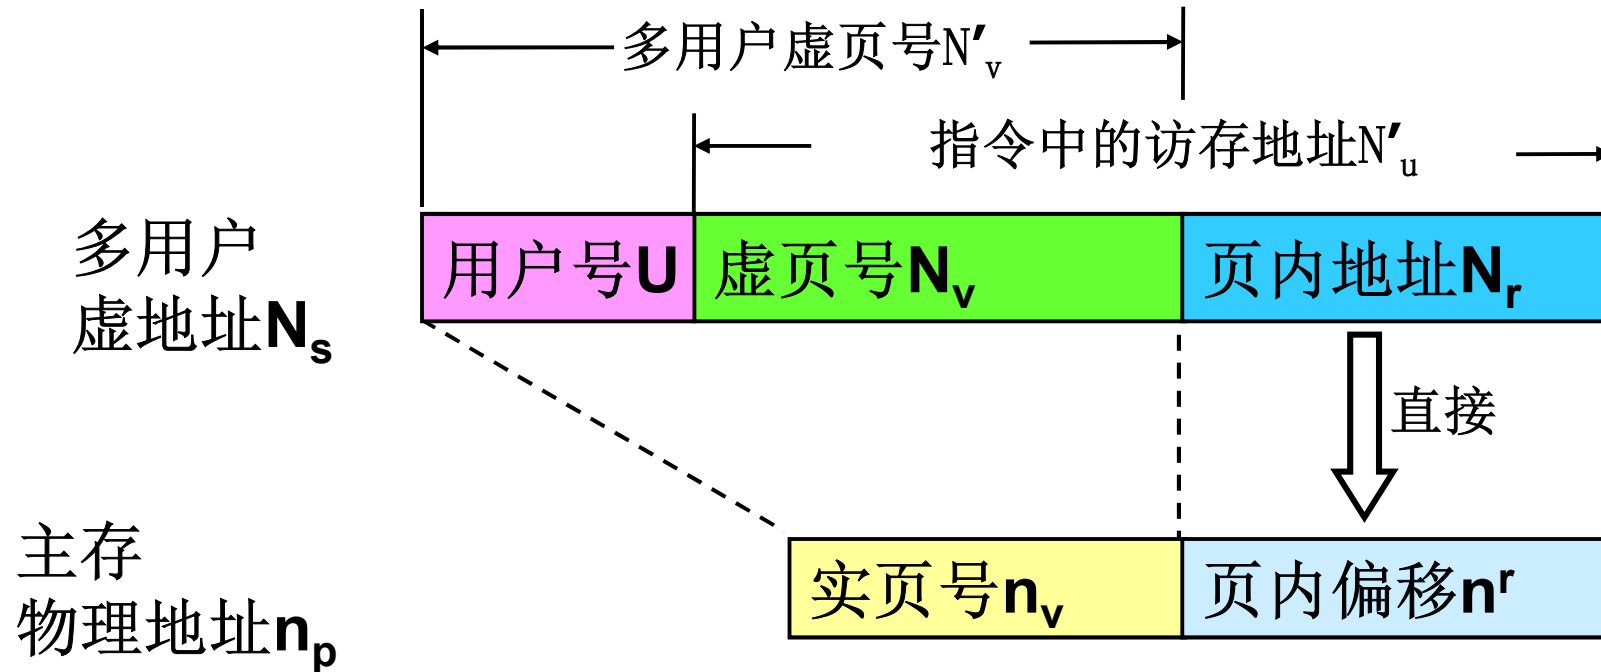 多用户虚页号N′v
指令中的访存地址N′u
多用户
虚地址Ns
用户号U
虚页号Nv
页内地址Nr
直接
主存
物理地址np
实页号nv
页内偏移nʳ